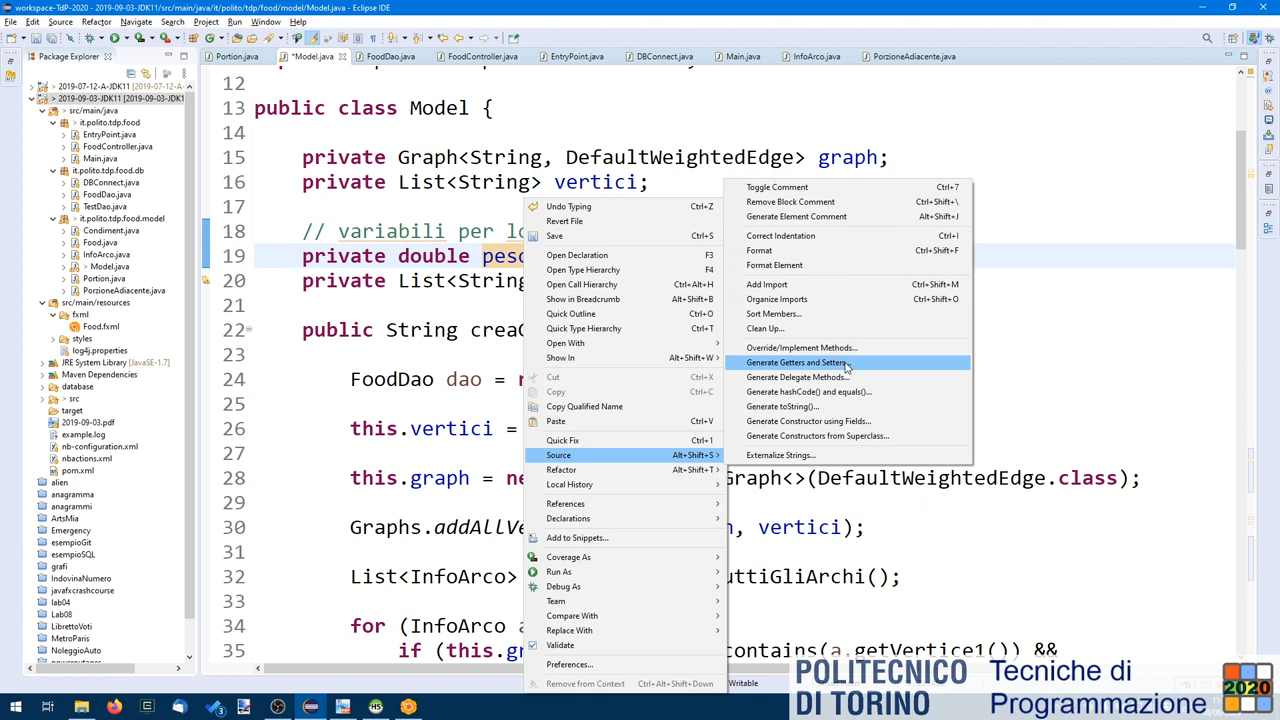 workspace-TdP-2020 - 2019-09-03-JDK11/src/main/java/it/polito/tdp/food/model/Model.java - Eclipse IDE
File Edit Source Refactor Navigate Search Project Run Window Help
Package Explorer
Portion.java *Model.java FoodDao.java FoodController.java EntryPoint.java DBConnect.java Main.java InfoArco.java PorzioneAdiacente.java
> 2019-07-12-A-JDK11 [2019-07-12-A
> 2019-09-03-JDK11 [2019-09-03-JDK1
> src/main/java
> it.polito.tdp.food
EntryPoint.java
FoodController.java
Main.java
it.polito.tdp.food.db
DBConnect.java
FoodDao.java
TestDao.java
> it.polito.tdp.food.model
Condiment.java
Food.java
InfoArco.java
> Model.java
Portion.java
PorzioneAdiacente.java
src/main/resources
fxml
Food.fxml
styles
log4j.properties
JRE System Library [JavaSE-1.7]
Maven Dependencies
database
src
target
2019-09-03.pdf
example.log
nb-configuration.xml
nbactions.xml
pom.xml
alien
anagramma
anagrammi
ArtsMia
Emergency
esempioGit
esempioSQL
grafi
IndovinaNumero
javafxcrashcourse
lab04
Lab08
LibrettoVoti
MetroParis
NoleggioAuto
12
13 public class Model {
14
15 private Graph<String, DefaultWeightedEdge> graph;
16 private List<String> vertici;
17
18 // variabili per lo
19 private double peso
20 private List<String
21
22 public String creaG
23
24 FoodDao dao = n
25
26 this.vertici =
27
28 this.graph = ne Graph<>(DefaultWeightedEdge.class);
29
30 Graphs.addAllVe , vertici);
31
32 List<InfoArco> uttiGliArchi();
33
34 for (InfoArco a
35 if (this.gr contains(a.getVertice1()) &&
Undo Typing Ctrl+Z
Revert File
Save Ctrl+S
Open Declaration F3
Open Type Hierarchy F4
Open Call Hierarchy Ctrl+Alt+H
Show in Breadcrumb Alt+Shift+B
Quick Outline Ctrl+O
Quick Type Hierarchy Ctrl+T
Open With
Show In Alt+Shift+W
Cut Ctrl+X
Copy Ctrl+C
Copy Qualified Name
Paste Ctrl+V
Quick Fix Ctrl+1
Source Alt+Shift+S
Refactor Alt+Shift+T
Local History
References
Declarations
Add to Snippets...
Coverage As
Run As
Debug As
Team
Compare With
Replace With
Validate
Preferences...
Remove from Context Ctrl+Alt+Shift+Down
Toggle Comment Ctrl+7
Remove Block Comment Ctrl+Shift+\
Generate Element Comment Alt+Shift+J
Correct Indentation Ctrl+I
Format Ctrl+Shift+F
Format Element
Add Import Ctrl+Shift+M
Organize Imports Ctrl+Shift+O
Sort Members...
Clean Up...
Override/Implement Methods...
Generate Getters and Setters...
Generate Delegate Methods...
Generate hashCode() and equals()...
Generate toString()...
Generate Constructor using Fields...
Generate Constructors from Superclass...
Externalize Strings...
Writable
POLITECNICO
DI TORINO
Tecniche di
Programmazione
2020